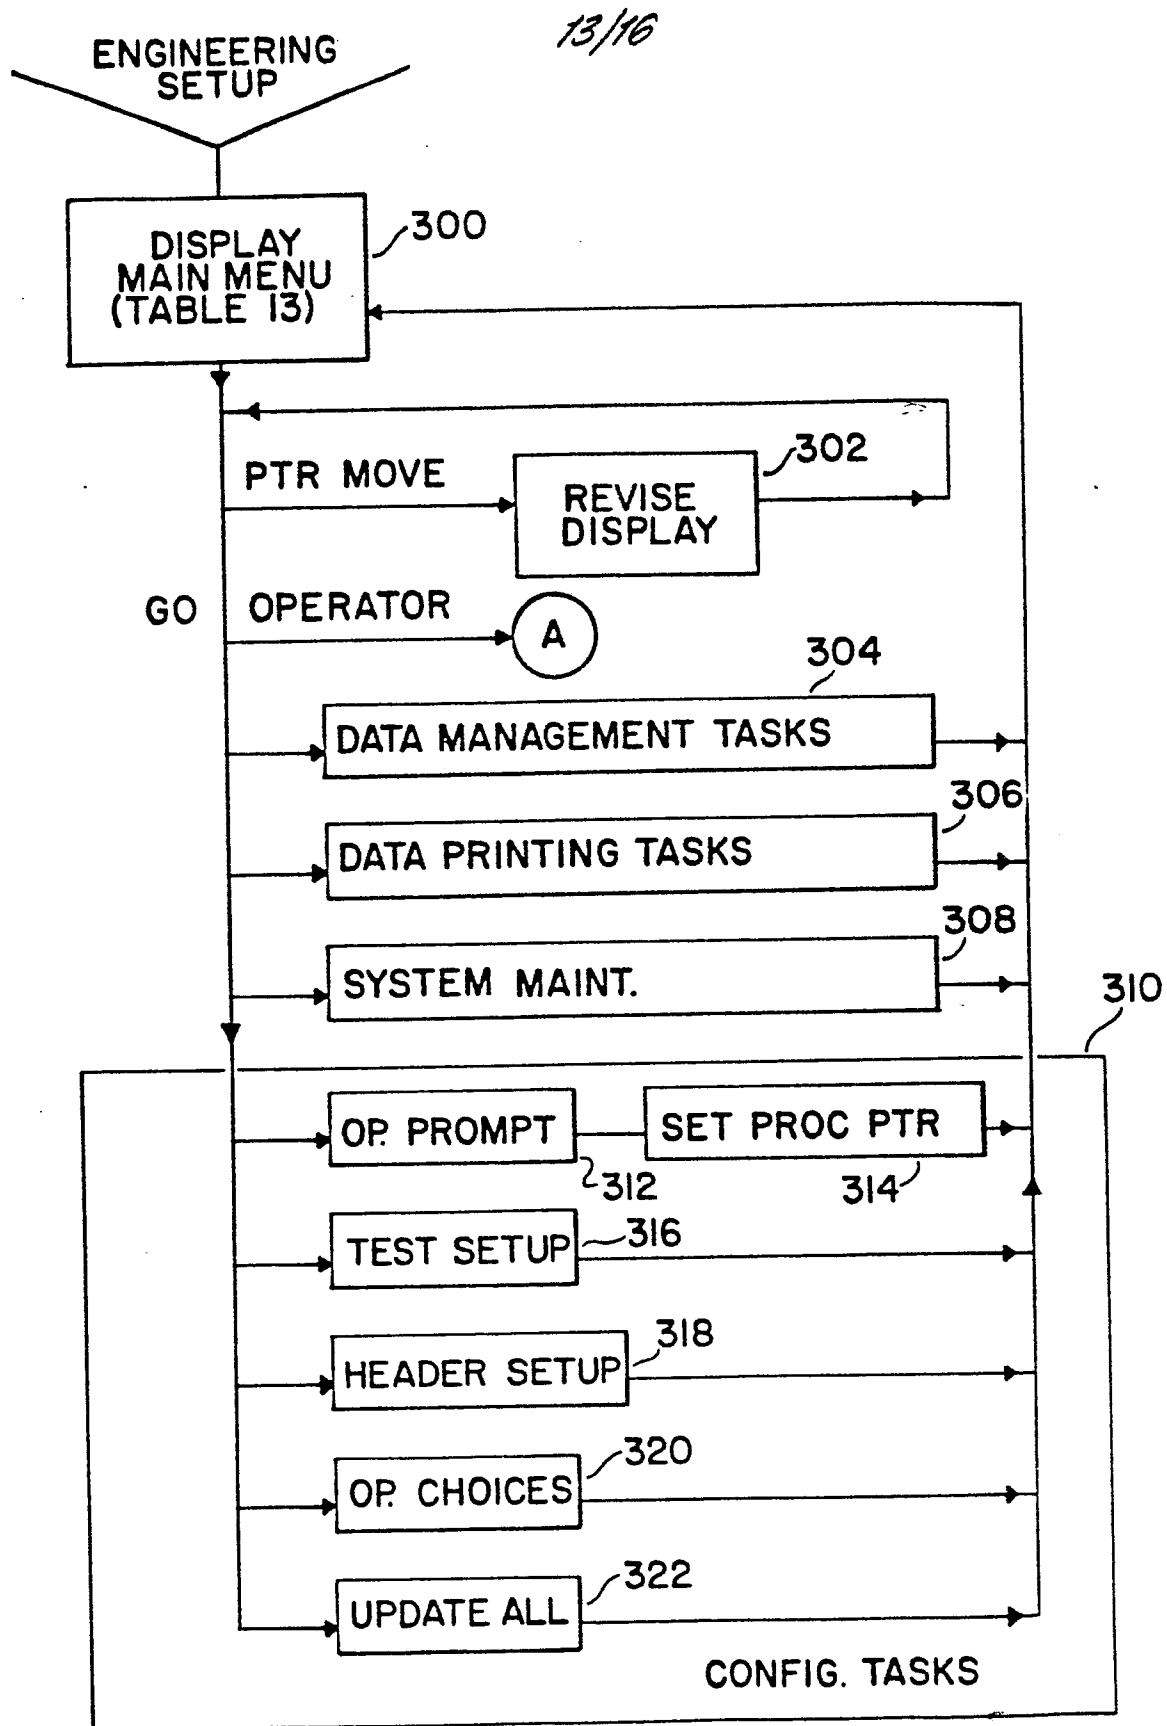 13/16
ENGINEERING
SETUP
300
DISPLAY
MAIN MENU
(TABLE 13)
302
PTR MOVE
REVISE
DISPLAY
GO
OPERATOR
A
304
DATA MANAGEMENT TASKS
306
DATA PRINTING TASKS
308
SYSTEM MAINT.
310
OP. PROMPT
SET PROC PTR
312
314
316
TEST SETUP
318
HEADER SETUP
320
OP. CHOICES
322
UPDATE ALL
CONFIG. TASKS